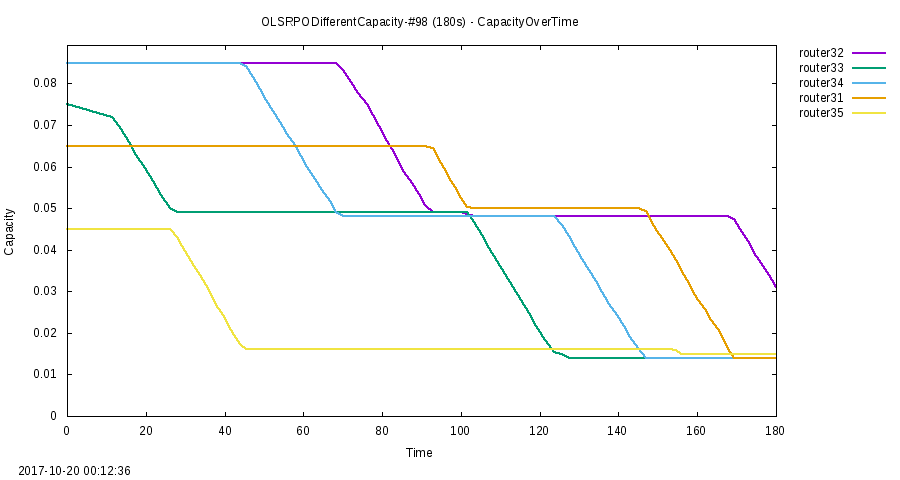 OLSRPODifferentCapacity-#98 (180s) - CapacityOverTime
router32
router33
router34
router31
router35
Capacity
0.08
0.07
0.06
0.05
0.04
0.03
0.02
0.01
0
0 20 40 60 80 100 120 140 160 180
Time
2017-10-20 00:12:36